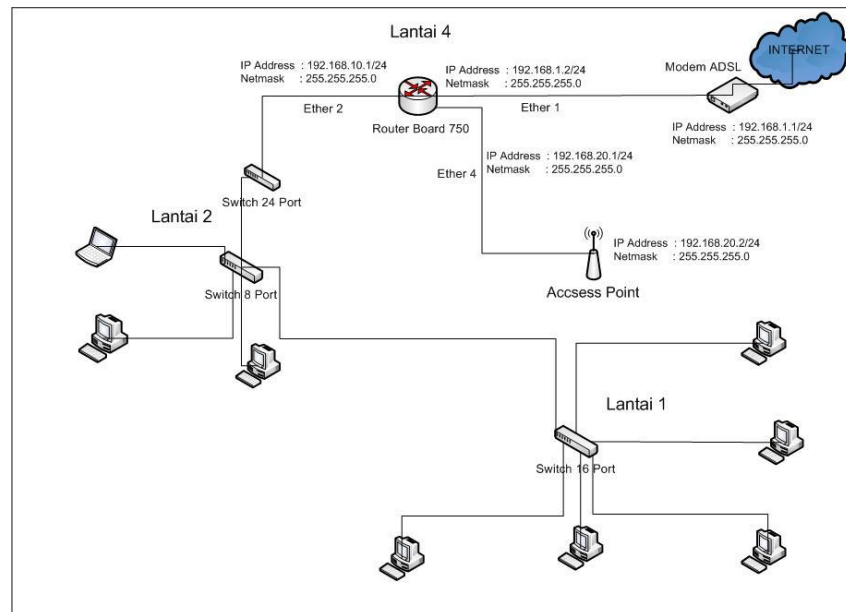 Lantai 4
INTERNET
IP Address : 192.168.10.1/24
Netmask : 255.255.255.0
IP Address : 192.168.1.2/24
Netmask : 255.255.255.0
Modem ADSL
Ether 2
Ether 1
Router Board 750
IP Address : 192.168.1.1/24
Netmask : 255.255.255.0
IP Address : 192.168.20.1/24
Netmask : 255.255.255.0
Ether 4
Switch 24 Port
Lantai 2
IP Address : 192.168.20.2/24
Netmask : 255.255.255.0
Switch 8 Port
Accsess Point
Lantai 1
Switch 16 Port